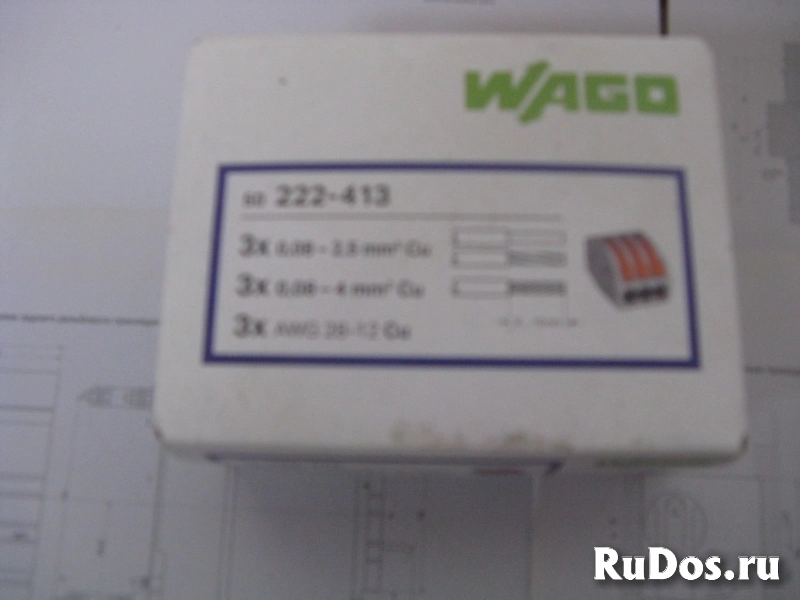 WAGO
50 222-413
3x 0,08 - 2,5 mm² Cu
3x 0,08 - 4 mm² Cu
3x AWG 28-12 Cu
RuDos.ru